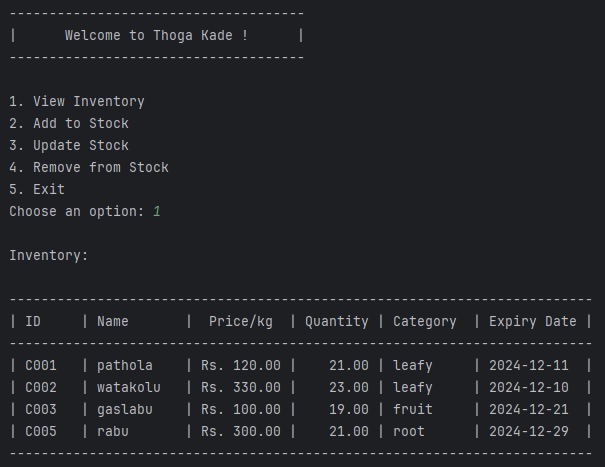 -------------------------------------
|      Welcome to Thoga Kade !      |
-------------------------------------
1. View Inventory
2. Add to Stock
3. Update Stock
4. Remove from Stock
5. Exit
Choose an option: 1
Inventory:
-------------------------------------------------------------------------
| ID     | Name       |  Price/kg  | Quantity | Category  | Expiry Date |
-------------------------------------------------------------------------
| C001   | pathola    | Rs. 120.00 |    21.00 | leafy     | 2024-12-11  |
| C002   | watakolu   | Rs. 330.00 |    23.00 | leafy     | 2024-12-10  |
| C003   | gaslabu    | Rs. 100.00 |    19.00 | fruit     | 2024-12-21  |
| C005   | rabu       | Rs. 300.00 |    21.00 | root      | 2024-12-29  |
-------------------------------------------------------------------------